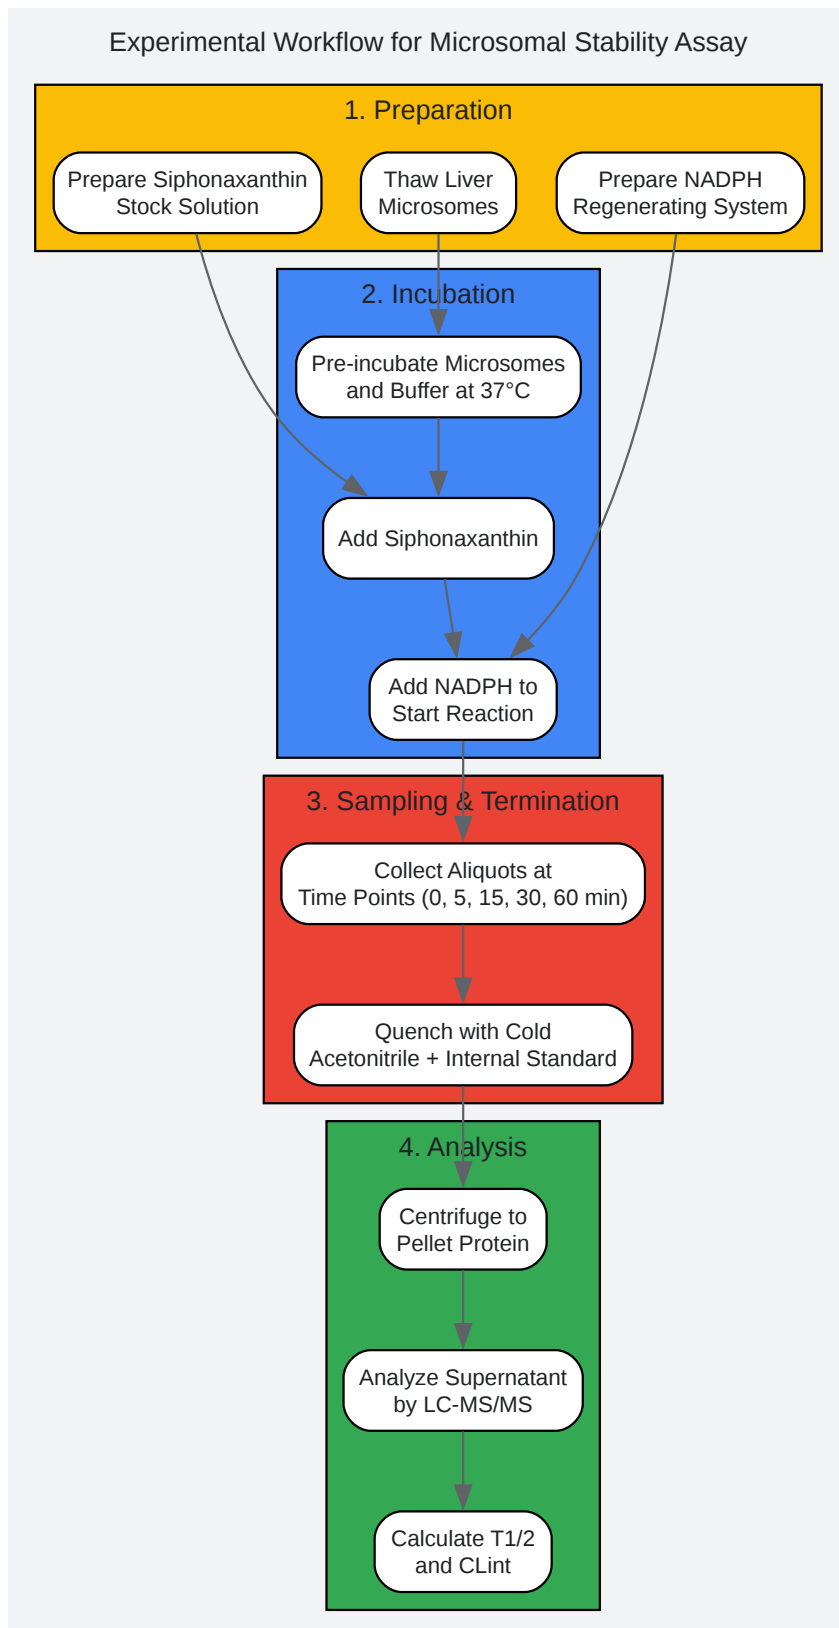 Experimental Workflow for Microsomal Stability Assay
1. Preparation
Prepare Siphonaxanthin
Stock Solution
Thaw Liver
Microsomes
Prepare NADPH
Regenerating System
2. Incubation
Pre-incubate Microsomes
and Buffer at 37°C
Add Siphonaxanthin
Add NADPH to
Start Reaction
3. Sampling & Termination
Collect Aliquots at
Time Points (0, 5, 15, 30, 60 min)
Quench with Cold
Acetonitrile + Internal Standard
4. Analysis
Centrifuge to
Pellet Protein
Analyze Supernatant
by LC-MS/MS
Calculate T1/2
and CLint